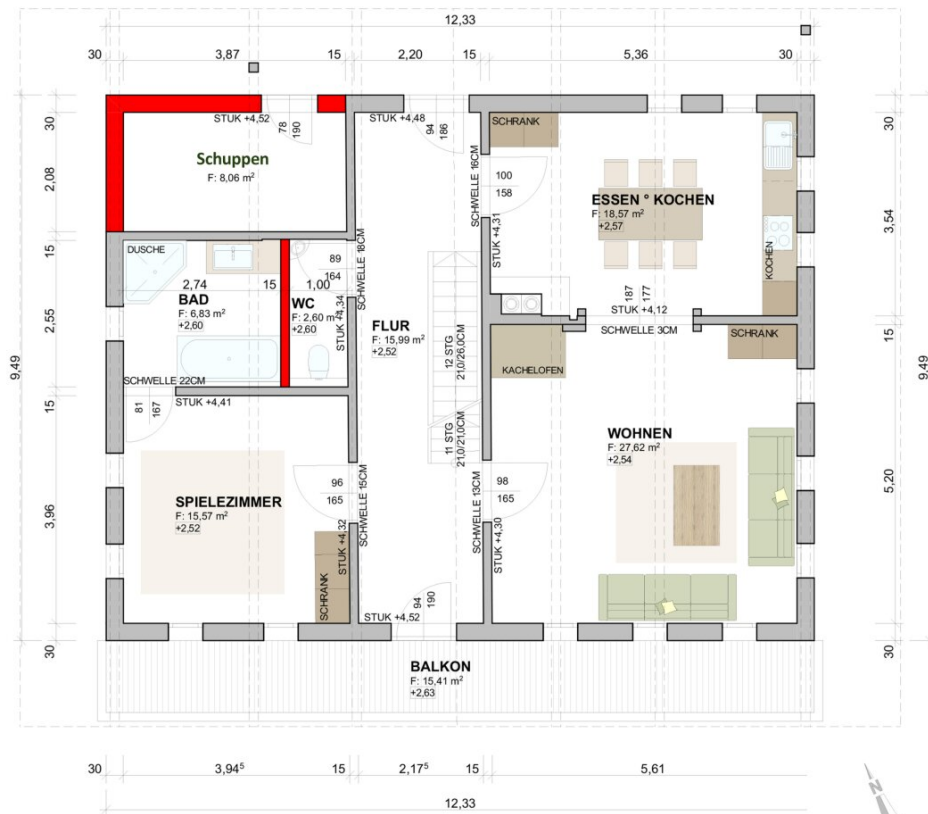 12,33
30
3,87
15
2,20
15
5,36
30
30
2,08
15
2,55
15
3,96
30
9,49
STUK +4,52
78
190
Schuppen
F: 8,06 m²
STUK +4,48
94
186
SCHRANK
SCHWELLE 16CM
100
158
STUK +4,31
ESSEN ° KOCHEN
F: 18,57 m²
+2,57
KOCHEN
187
177
STUK +4,12
SCHWELLE 3CM
SCHRANK
30
3,54
15
5,20
30
9,49
DUSCHE
2,74
15
BAD
F: 6,83 m²
+2,60
1,00
WC
F: 2,60 m²
+2,60
89
164
STUK +4,34
SCHWELLE 18CM
FLUR
F: 15,99 m²
+2,52
12 STG
21,0/26,0CM
11 STG
21,0/21,0CM
KACHELOFEN
SCHWELLE 22CM
81
167
STUK +4,41
SPIELEZIMMER
F: 15,57 m²
+2,52
96
165
SCHWELLE 15CM
STUK +4,32
SCHRANK
WOHNEN
F: 27,62 m²
+2,54
98
165
SCHWELLE 13CM
STUK +4,30
94
190
STUK +4,52
BALKON
F: 15,41 m²
+2,63
30
3,94⁵
15
2,17⁵
15
5,61
12,33
N